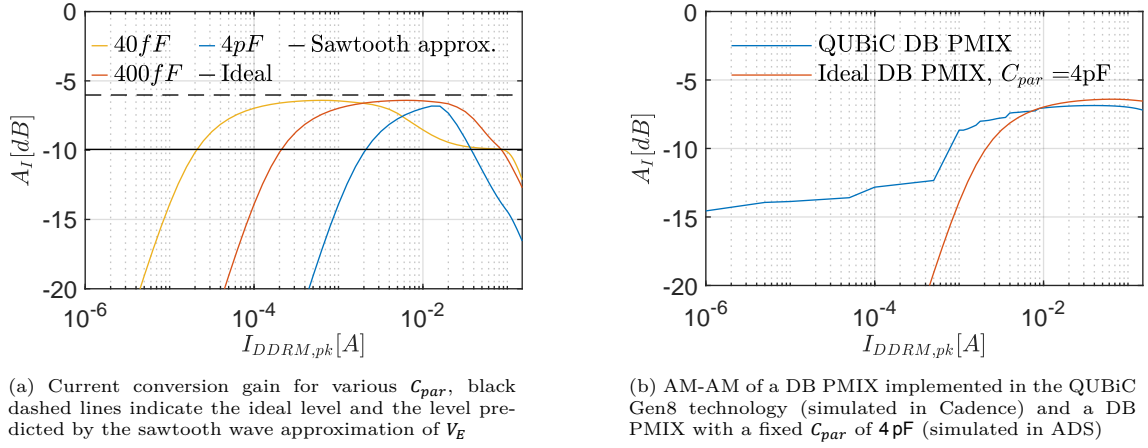 0
-5
-10
-15
-20
A_I[dB]
40fF
4pF
Sawtooth approx.
400fF
Ideal
10^-6
10^-4
10^-2
I_DDRM,pk[A]
(a) Current conversion gain for various C_par, black
dashed lines indicate the ideal level and the level pre-
dicted by the sawtooth wave approximation of V_E
0
-5
-10
-15
-20
A_I[dB]
QUBiC DB PMIX
Ideal DB PMIX, C_par =4pF
10^-6
10^-4
10^-2
I_DDRM,pk[A]
(b) AM-AM of a DB PMIX implemented in the QUBiC
Gen8 technology (simulated in Cadence) and a DB
PMIX with a fixed C_par of 4 pF (simulated in ADS)